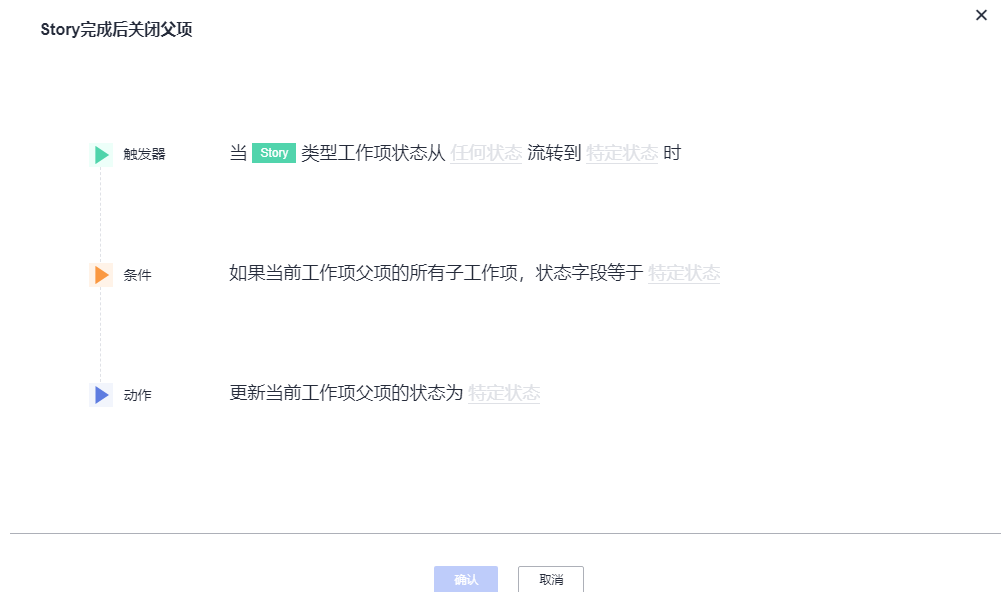 Story完成后关闭父项
触发器 当 Story 类型工作项状态从 任何状态 流转到 特定状态 时
条件 如果当前工作项父项的所有子工作项，状态字段等于 特定状态
动作 更新当前工作项父项的状态为 特定状态
确认 取消